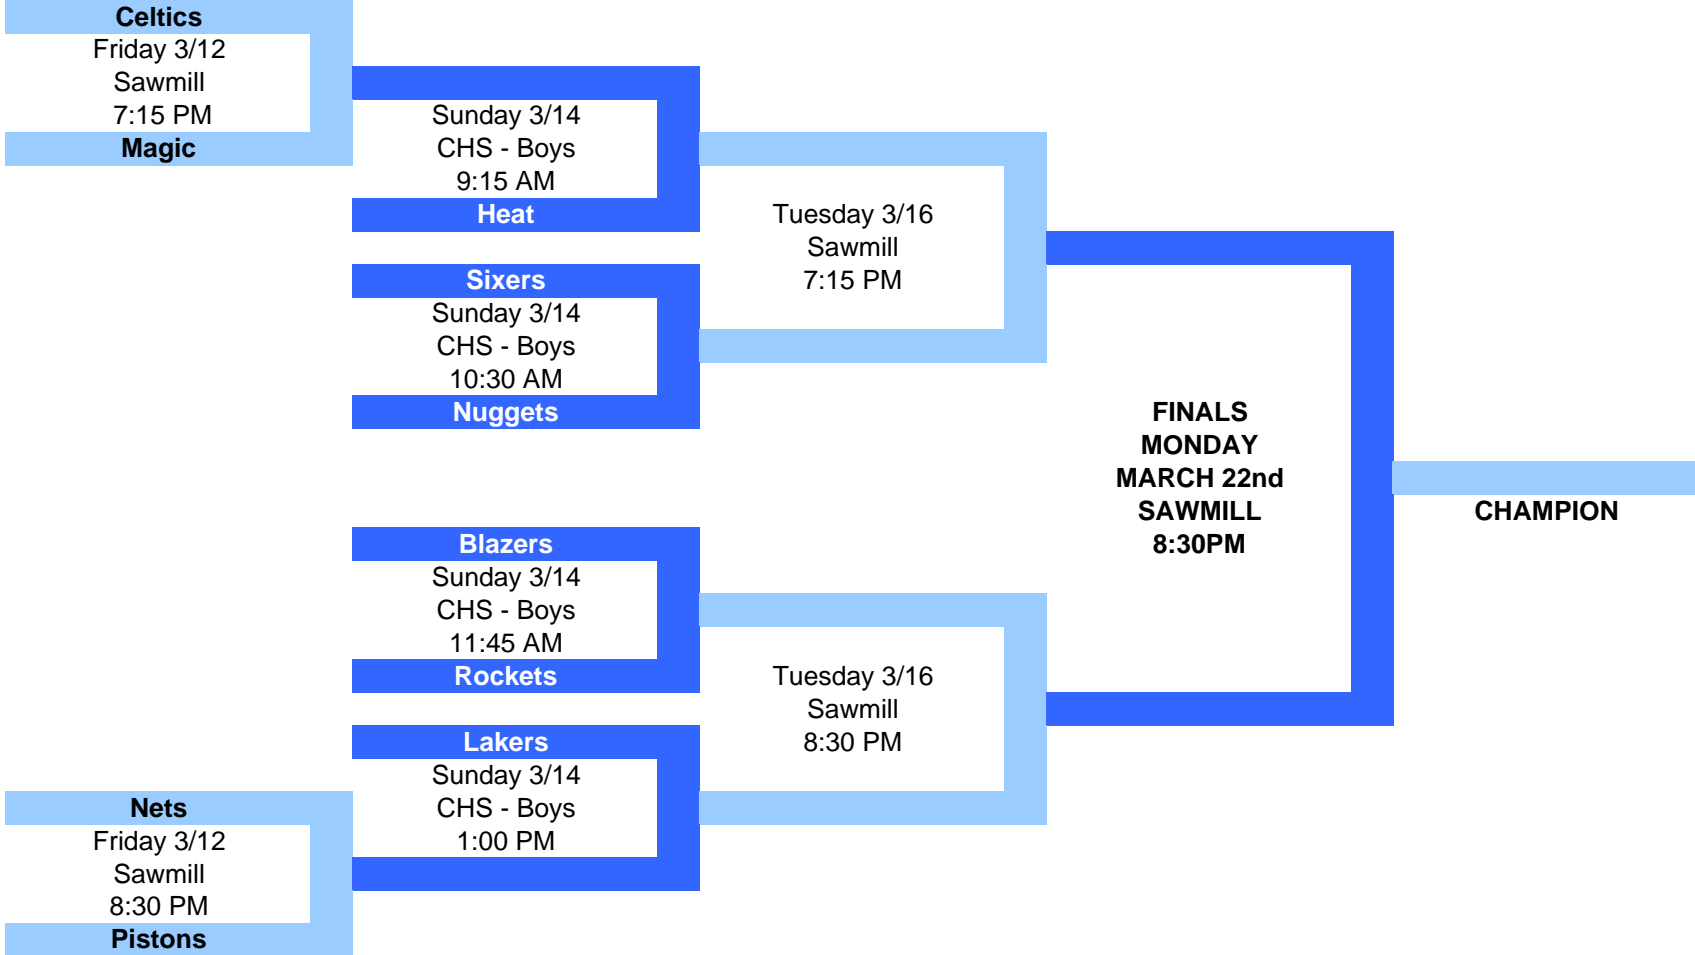 Celtics
Friday 3/12
Sawmill
7:15 PM
Magic
Sunday 3/14
CHS - Boys
9:15 AM
Heat
Sixers
Sunday 3/14
CHS - Boys
10:30 AM
Nuggets
Tuesday 3/16
Sawmill
7:15 PM
Blazers
Sunday 3/14
CHS - Boys
11:45 AM
Rockets
Lakers
Sunday 3/14
CHS - Boys
1:00 PM
Nets
Friday 3/12
Sawmill
8:30 PM
Pistons
Tuesday 3/16
Sawmill
8:30 PM
FINALS
MONDAY
MARCH 22nd
SAWMILL
8:30PM
CHAMPION